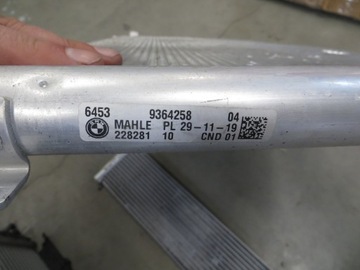 6453 9364258 04
MAHLE PL 29-11-19
228281 10 CND 01